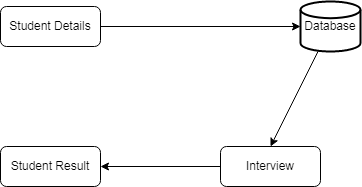 Student Details
Database
Student Result
Interview